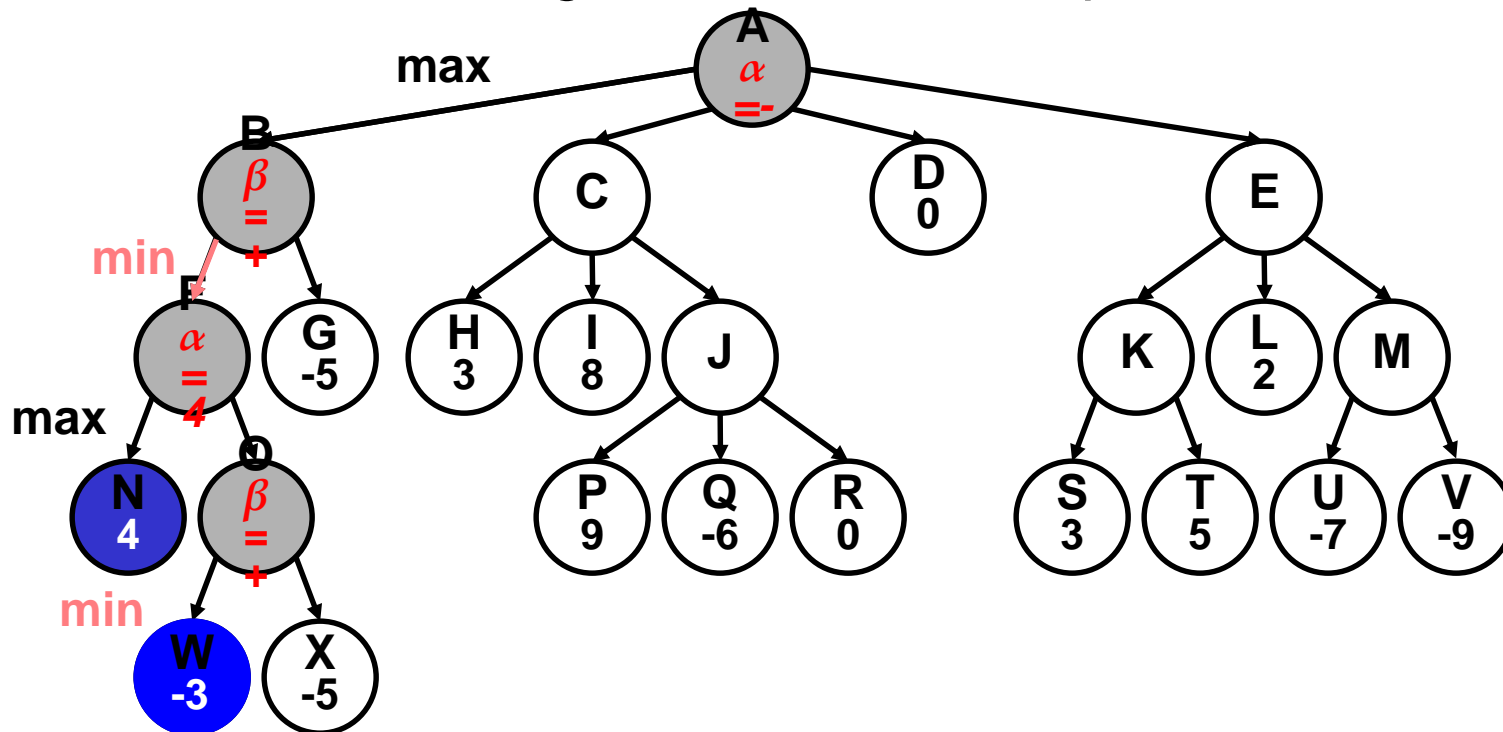 A
α
=-
max
B
β
=
+
C
D
0
E
min
F
α
=
4
G
-5
H
3
I
8
J
K
L
2
M
max
N
4
O
β
=
+
P
9
Q
-6
R
0
S
3
T
5
U
-7
V
-9
min
W
-3
X
-5